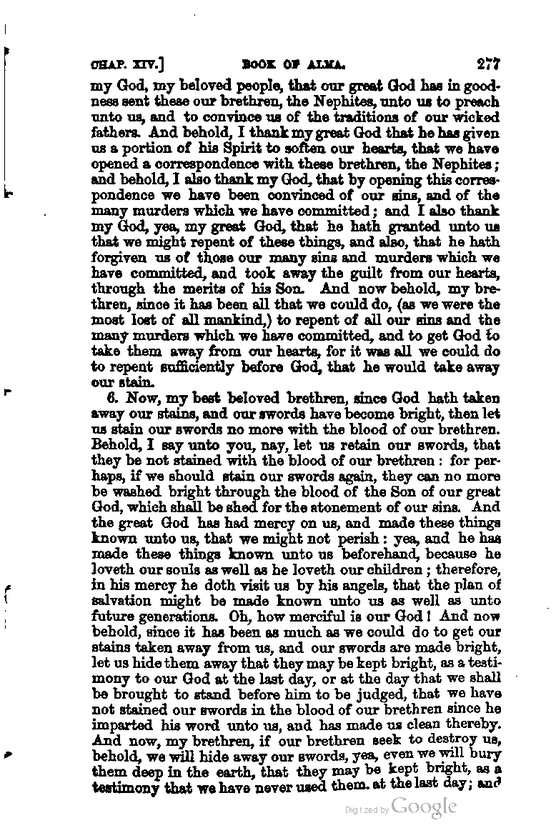 CHAP. XIV.] BOOK OF ALMA. 277
my God, my beloved people, that our great God has in good-
ness sent these our brethren, the Nephites, unto us to preach
unto us, and to convince us of the traditions of our wicked
fathers. And behold, I thank my great God that he has given
us a portion of his Spirit to soften our hearts, that we have
opened a correspondence with these brethren, the Nephites;
and behold, I also thank my God, that by opening this corres-
pondence we have been convinced of our sins, and of the
many murders which we have committed; and I also thank
my God, yea, my great God, that he hath granted unto us
that we might repent of these things, and also, that he hath
forgiven us of those our many sins and murders which we
have committed, and took away the guilt from our hearts,
through the merits of his Son. And now behold, my bre-
thren, since it has been all that we could do, (as we were the
most lost of all mankind,) to repent of all our sins and the
many murders which we have committed, and to get God to
take them away from our hearts, for it was all we could do
to repent sufficiently before God, that he would take away
our stain.
6. Now, my best beloved brethren, since God hath taken
away our stains, and our swords have become bright, then let
us stain our swords no more with the blood of our brethren.
Behold, I say unto you, nay, let us retain our swords, that
they be not stained with the blood of our brethren: for per-
haps, if we should stain our swords again, they can no more
be washed bright through the blood of the Son of our great
God, which shall be shed for the atonement of our sins. And
the great God has had mercy on us, and made these things
known unto us, that we might not perish: yea, and he has
made these things known unto us beforehand, because he
loveth our souls as well as he loveth our children; therefore,
in his mercy he doth visit us by his angels, that the plan of
salvation might be made known unto us as well as unto
future generations. Oh, how merciful is our God! And now
behold, since it has been as much as we could do to get our
stains taken away from us, and our swords are made bright,
let us hide them away that they may be kept bright, as a testi-
mony to our God at the last day, or at the day that we shall
be brought to stand before him to be judged, that we have
not stained our swords in the blood of our brethren since he
imparted his word unto us, and has made us clean thereby.
And now, my brethren, if our brethren seek to destroy us,
behold, we will hide away our swords, yea, even we will bury
them deep in the earth, that they may be kept bright, as a
testimony that we have never used them. at the last day; and
Digitized by Google